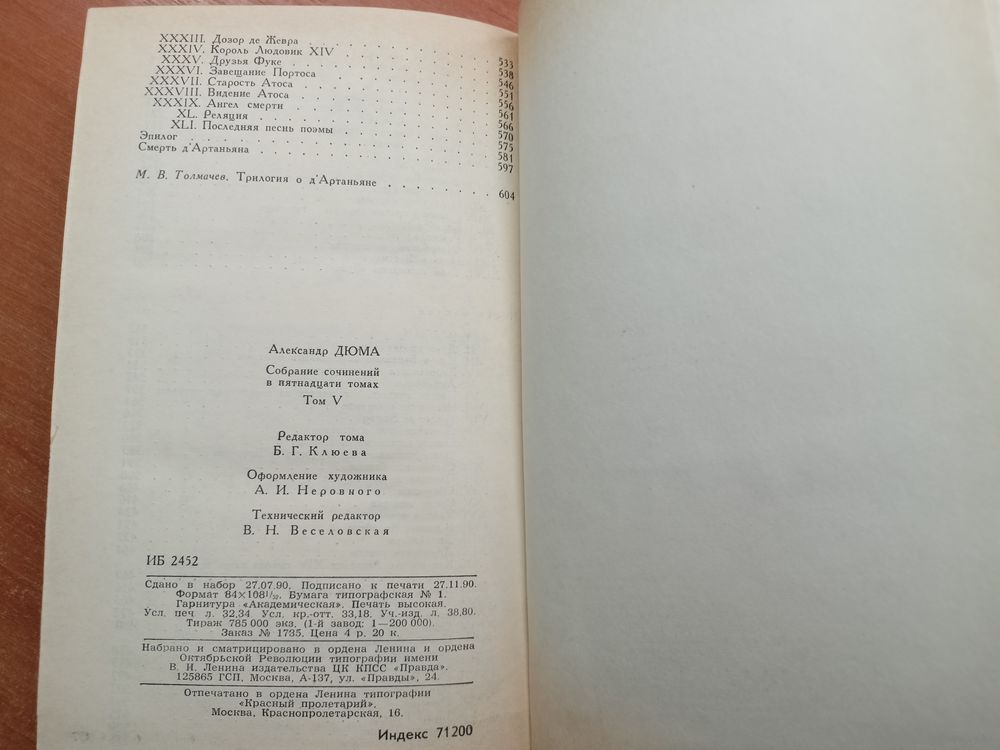 XXXIII. Дозор де Жевра . . . . . . . . . . 533
XXXIV. Король Людовик XIV . . . . . . . . . 538
XXXV. Друзья Фуке . . . . . . . . . . . 546
XXXVI. Завещание Портоса . . . . . . . . . 551
XXXVII. Старость Атоса . . . . . . . . . . 556
XXXVIII. Видение Атоса . . . . . . . . . . 561
XXXIX. Ангел смерти . . . . . . . . . . . 566
XL. Реляция . . . . . . . . . . . . 570
XLI. Последняя песнь поэмы . . . . . . . . 575
Эпилог . . . . . . . . . . . . . . . 581
Смерть д'Артаньяна . . . . . . . . . . . . 597
М. В. Толмачев. Трилогия о д'Артаньяне . . . . . . . 604
Александр ДЮМА
Собрание сочинений
в пятнадцати томах
Том V
Редактор тома
Б. Г. Клюева
Оформление художника
А. И. Неровного
Технический редактор
В. Н. Веселовская
ИБ 2452
Сдано в набор 27.07.90. Подписано к печати 27.11.90.
Формат 84×108¹/₃₂. Бумага типографская № 1.
Гарнитура «Академическая». Печать высокая.
Усл. печ л. 32,34. Усл. кр.-отт. 33,18. Уч.-изд. л. 38,80.
Тираж 785 000 экз. (1-й завод: 1—200 000).
Заказ № 1735. Цена 4 р. 20 к.
Набрано и сматрицировано в ордена Ленина и ордена
Октябрьской Революции типографии имени
В. И. Ленина издательства ЦК КПСС «Правда».
125865 ГСП, Москва, А-137, ул. «Правды», 24.
Отпечатано в ордена Ленина типографии
«Красный пролетарий».
Москва, Краснопролетарская, 16.
Индекс 71200